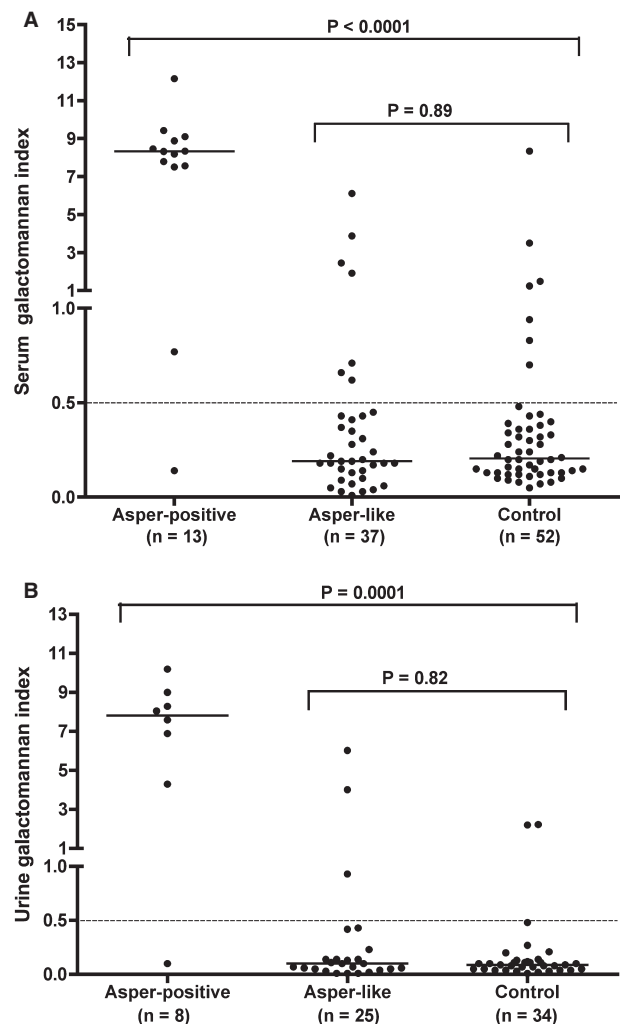 A
P < 0.0001
P = 0.89
Serum galactomannan index
15
13
11
9
7
5
3
1
1.0
0.5
0.0
Asper-positive
(n = 13)
Asper-like
(n = 37)
Control
(n = 52)
B
P = 0.0001
P = 0.82
Urine galactomannan index
13
11
9
7
5
3
1
1.0
0.5
0.0
Asper-positive
(n = 8)
Asper-like
(n = 25)
Control
(n = 34)